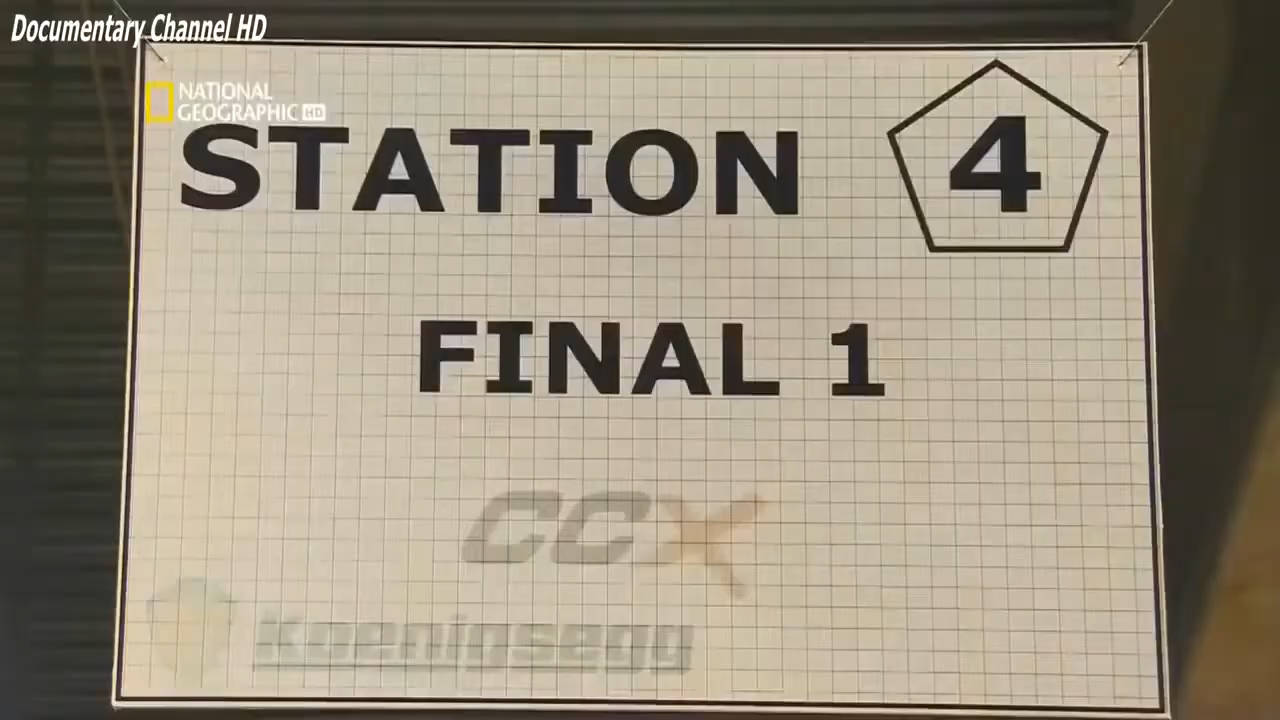 Documentary Channel HD
NATIONAL
GEOGRAPHIC HD
STATION 4
FINAL 1
CCX
Koenigsegg